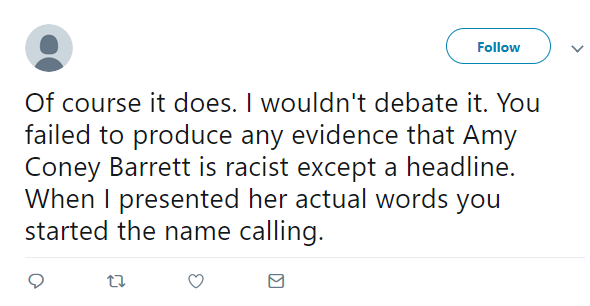 Follow
Of course it does. I wouldn't debate it. You
failed to produce any evidence that Amy
Coney Barrett is racist except a headline.
When I presented her actual words you
started the name calling.